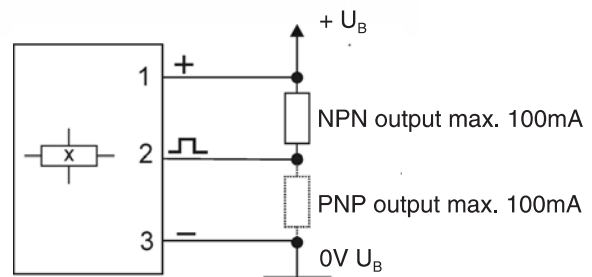 + U_B
1 +
NPN output max. 100mA
x
2
PNP output max. 100mA
3 −
0V U_B